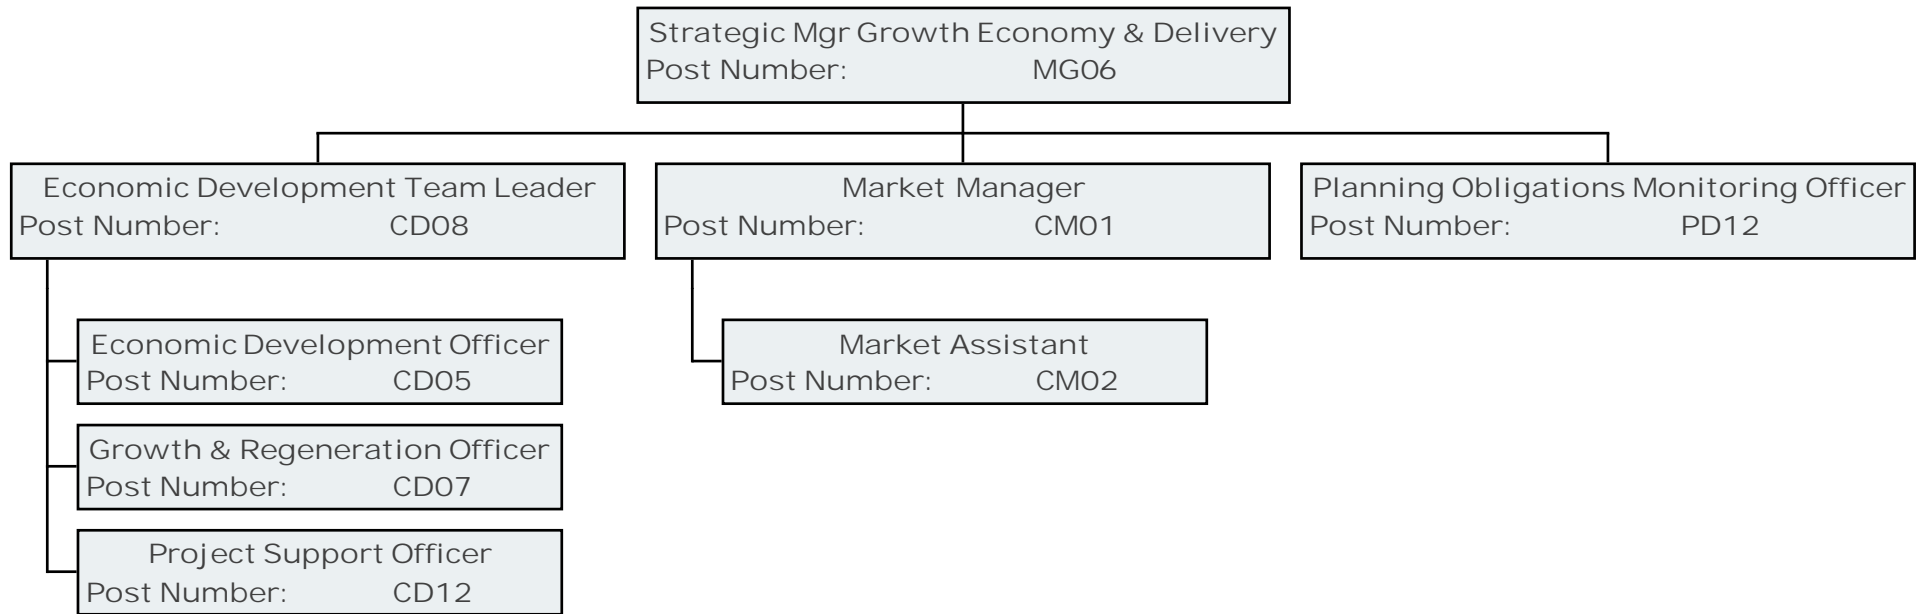 Strategic Mgr Growth Economy & Delivery
Post Number: MG06
Economic Development Team Leader
Post Number: CD08
Market Manager
Post Number: CM01
Planning Obligations Monitoring Officer
Post Number: PD12
Economic Development Officer
Post Number: CD05
Growth & Regeneration Officer
Post Number: CD07
Project Support Officer
Post Number: CD12
Market Assistant
Post Number: CM02